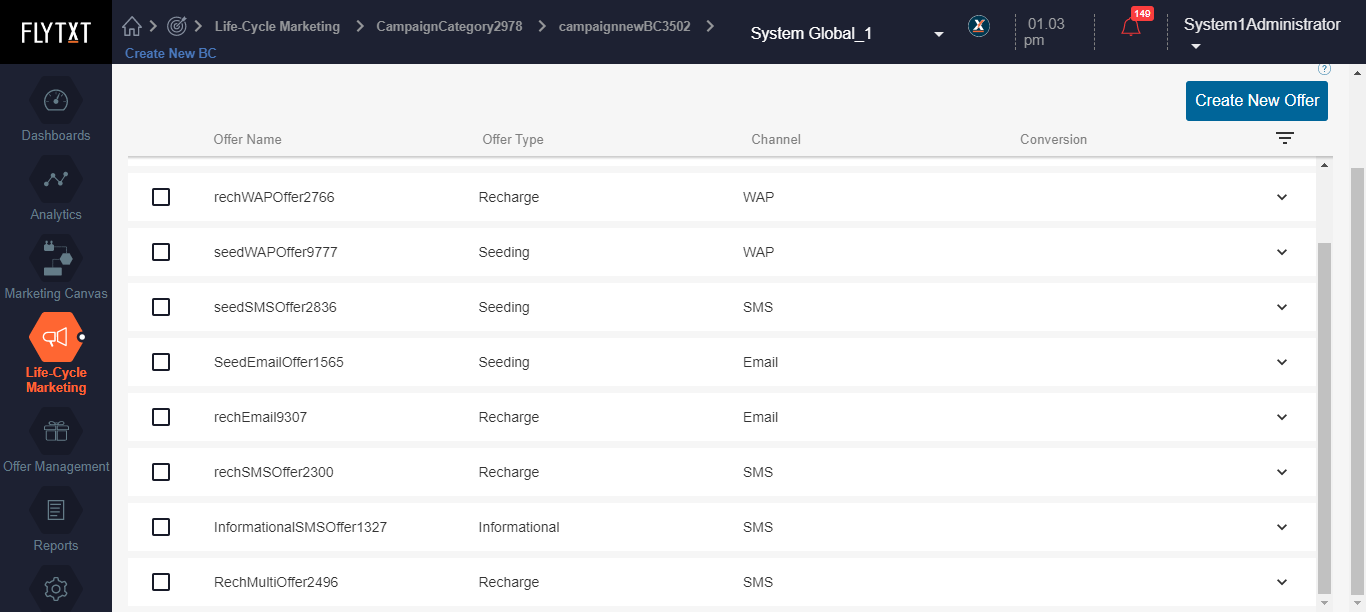 FLYTXT
Life-Cycle Marketing
CampaignCategory2978
campaignnewBC3502
Create New BC
System Global_1
X
01.03
pm
149
System1Administrator
?
Create New Offer
Dashboards
Analytics
Marketing Canvas
Life-Cycle
Marketing
Offer Management
Reports
Offer Name Offer Type Channel Conversion
rechWAPOffer2766 Recharge WAP
seedWAPOffer9777 Seeding WAP
seedSMSOffer2836 Seeding SMS
SeedEmailOffer1565 Seeding Email
rechEmail9307 Recharge Email
rechSMSOffer2300 Recharge SMS
InformationalSMSOffer1327 Informational SMS
RechMultiOffer2496 Recharge SMS